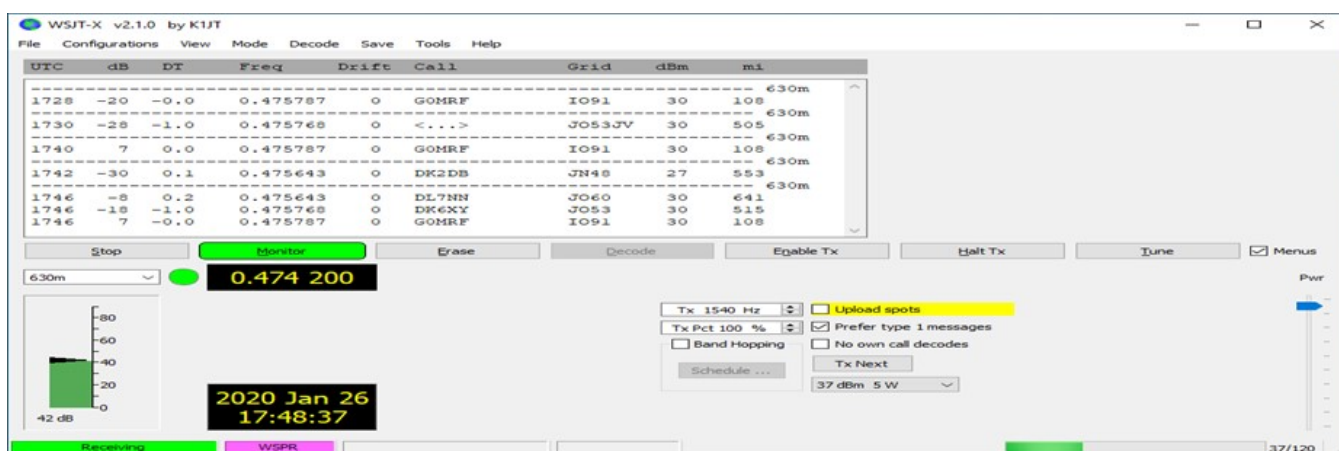 WSJT-X v2.1.0 by K1JT
File Configurations View Mode Decode Save Tools Help
UTC dB DT Freq Drift Call Grid dBm mi
------------------------------------------------------------ 630m
1728 -20 -0.0 0.475787 0 G0MRF IO91 30 108
------------------------------------------------------------ 630m
1730 -28 -1.0 0.475768 0 <...> JO53JV 30 505
------------------------------------------------------------ 630m
1740 7 0.0 0.475787 0 G0MRF IO91 30 108
------------------------------------------------------------ 630m
1742 -30 0.1 0.475643 0 DK2DB JN48 27 553
------------------------------------------------------------ 630m
1746 -8 0.2 0.475643 0 DL7NN JO60 30 641
1746 -18 -1.0 0.475768 0 DK6XY JO53 30 515
1746 7 -0.0 0.475787 0 G0MRF IO91 30 108
Stop Monitor Erase Decode Enable Tx Halt Tx Tune Menus
630m 0.474 200 Pwr
-80
-60
-40
-20
-0
42 dB
2020 Jan 26
17:48:37
Tx 1540 Hz Upload spots
Tx Pct 100 % Prefer type 1 messages
Band Hopping No own call decodes
Schedule ... Tx Next
37 dBm 5 W
Receiving WSPR 37/120